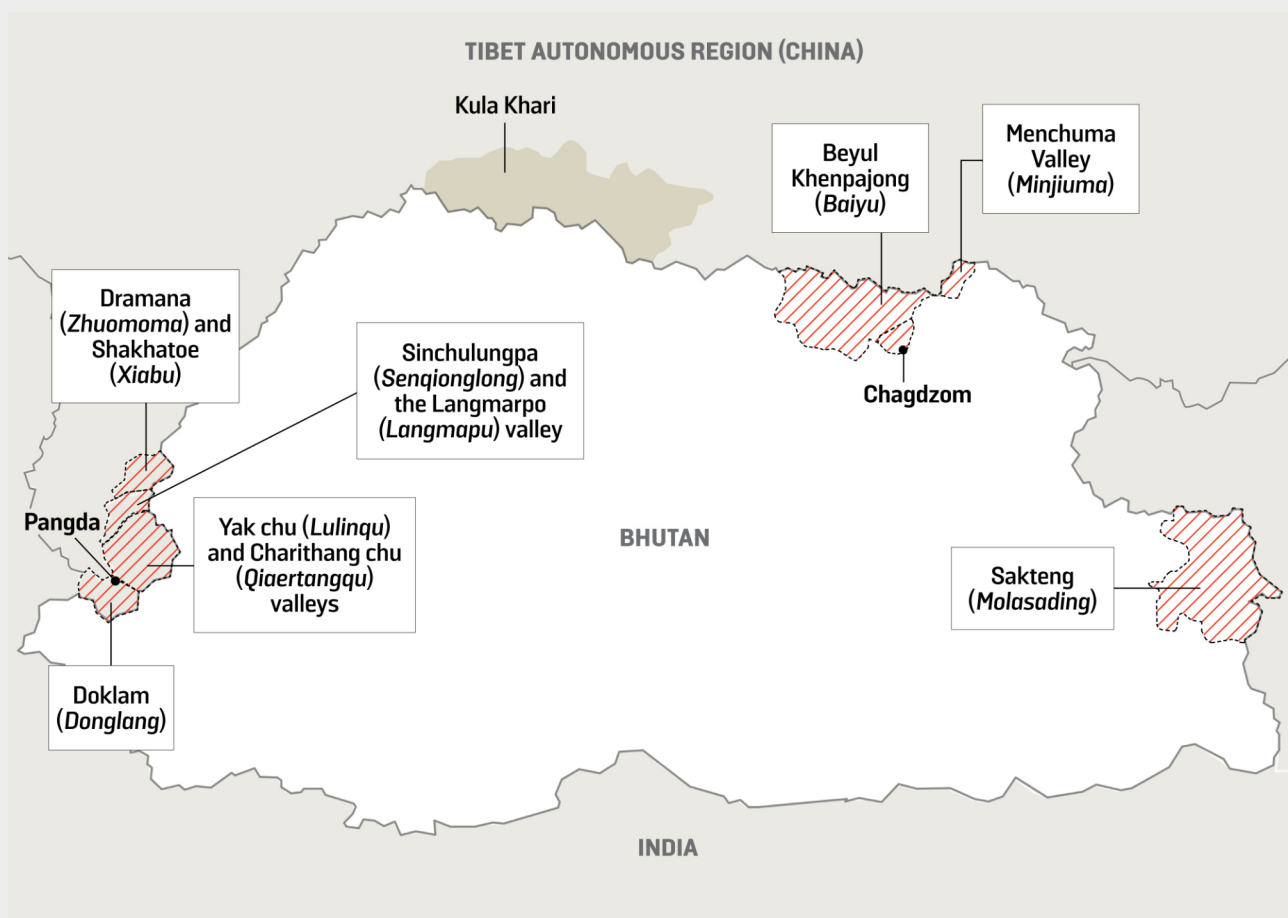 TIBET AUTONOMOUS REGION (CHINA)
Kula Khari
Beyul
Khenpajong
(Baiyu)
Menchuma
Valley
(Minjiuma)
Dramana
(Zhuomoma) and
Shakhatoe
(Xiabu)
Sinchulungpa
(Senqionglong) and
the Langmarpo
(Langmapu) valley
Chagdzom
Pangda
Yak chu (Lulinqu)
and Charithang chu
(Qiaertangqu)
valleys
BHUTAN
Sakteng
(Molasading)
Doklam
(Donglang)
INDIA